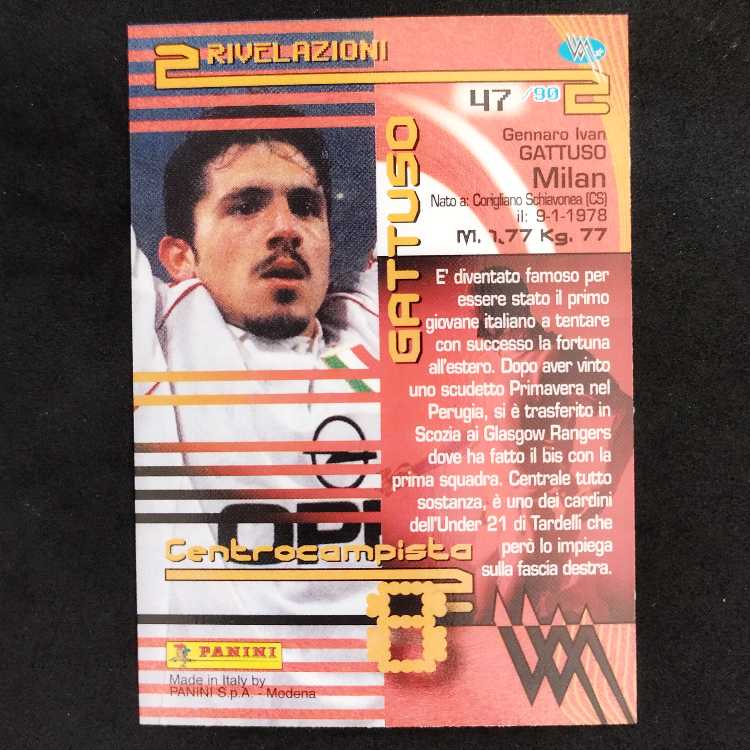 2 RIVELAZIONI
47 /90 2
Gennaro Ivan
GATTUSO
Milan
Nato a: Corigliano Schiavonea (CS)
il: 9-1-1978
M. 1,77 Kg. 77
GATTUSO
E' diventato famoso per
essere stato il primo
giovane italiano a tentare
con successo la fortuna
all'estero. Dopo aver vinto
uno scudetto Primavera nel
Perugia, si è trasferito in
Scozia ai Glasgow Rangers
dove ha fatto il bis con la
prima squadra. Centrale tutto
sostanza, è uno dei cardini
dell'Under 21 di Tardelli che
però lo impiega
sulla fascia destra.
OPE
Centrocampista
8
PANINI
Made in Italy by
PANINI S.p.A. - Modena